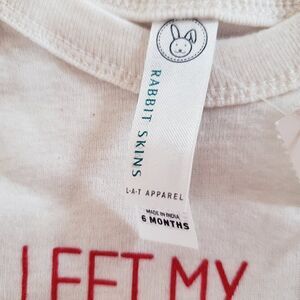 RABBIT SKINS
L·A·T APPAREL
MADE IN INDIA
6 MONTHS
I LEFT MY